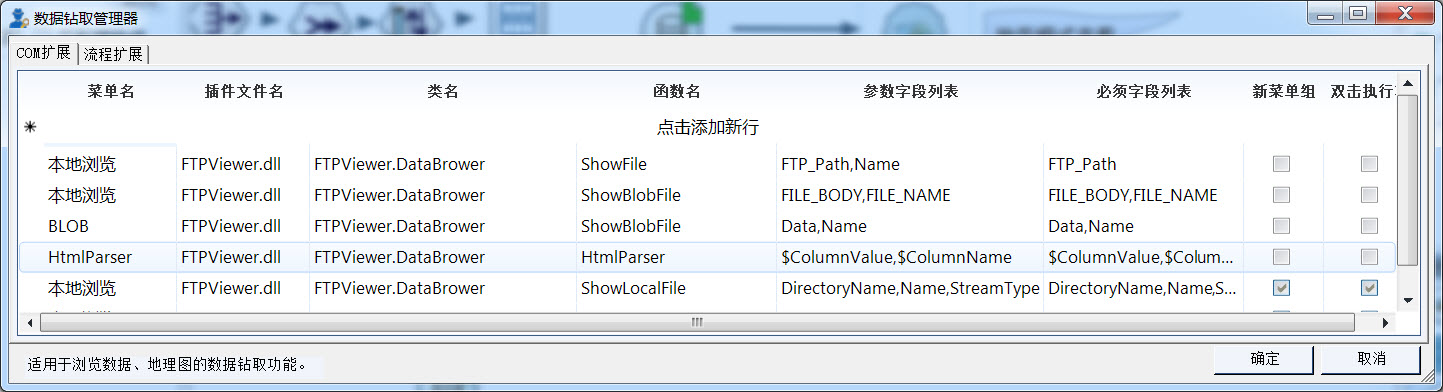 数据钻取管理器
COM扩展 流程扩展
菜单名 插件文件名 类名 函数名 参数字段列表 必须字段列表 新菜单组 双击执行
点击添加新行
本地浏览 FTPViewer.dll FTPViewer.DataBrower ShowFile FTP_Path,Name FTP_Path
本地浏览 FTPViewer.dll FTPViewer.DataBrower ShowBlobFile FILE_BODY,FILE_NAME FILE_BODY,FILE_NAME
BLOB FTPViewer.dll FTPViewer.DataBrower ShowBlobFile Data,Name Data,Name
HtmlParser FTPViewer.dll FTPViewer.DataBrower HtmlParser $ColumnValue,$ColumnName $ColumnValue,$Colum...
本地浏览 FTPViewer.dll FTPViewer.DataBrower ShowLocalFile DirectoryName,Name,StreamType DirectoryName,Name,S...
适用于浏览数据、地理图的数据钻取功能。 确定 取消